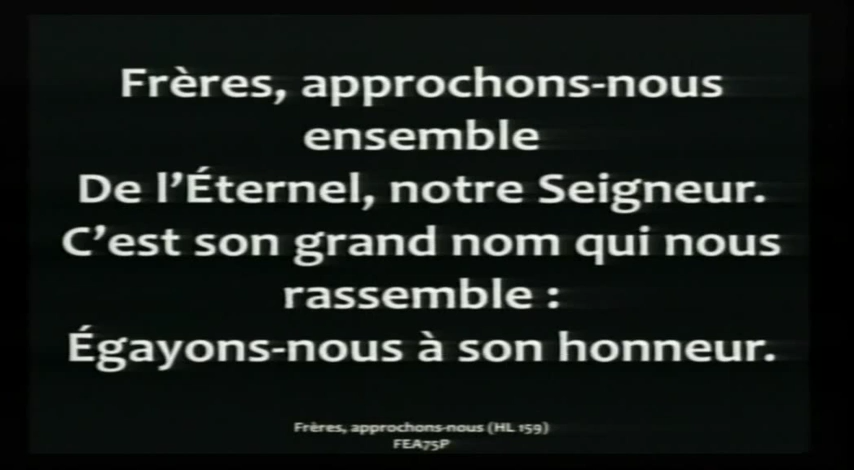 Frères, approchons-nous
ensemble
De l’Éternel, notre Seigneur.
C’est son grand nom qui nous
rassemble :
Égayons-nous à son honneur.
Frères, approchons-nous (HL 159)
FEA75P